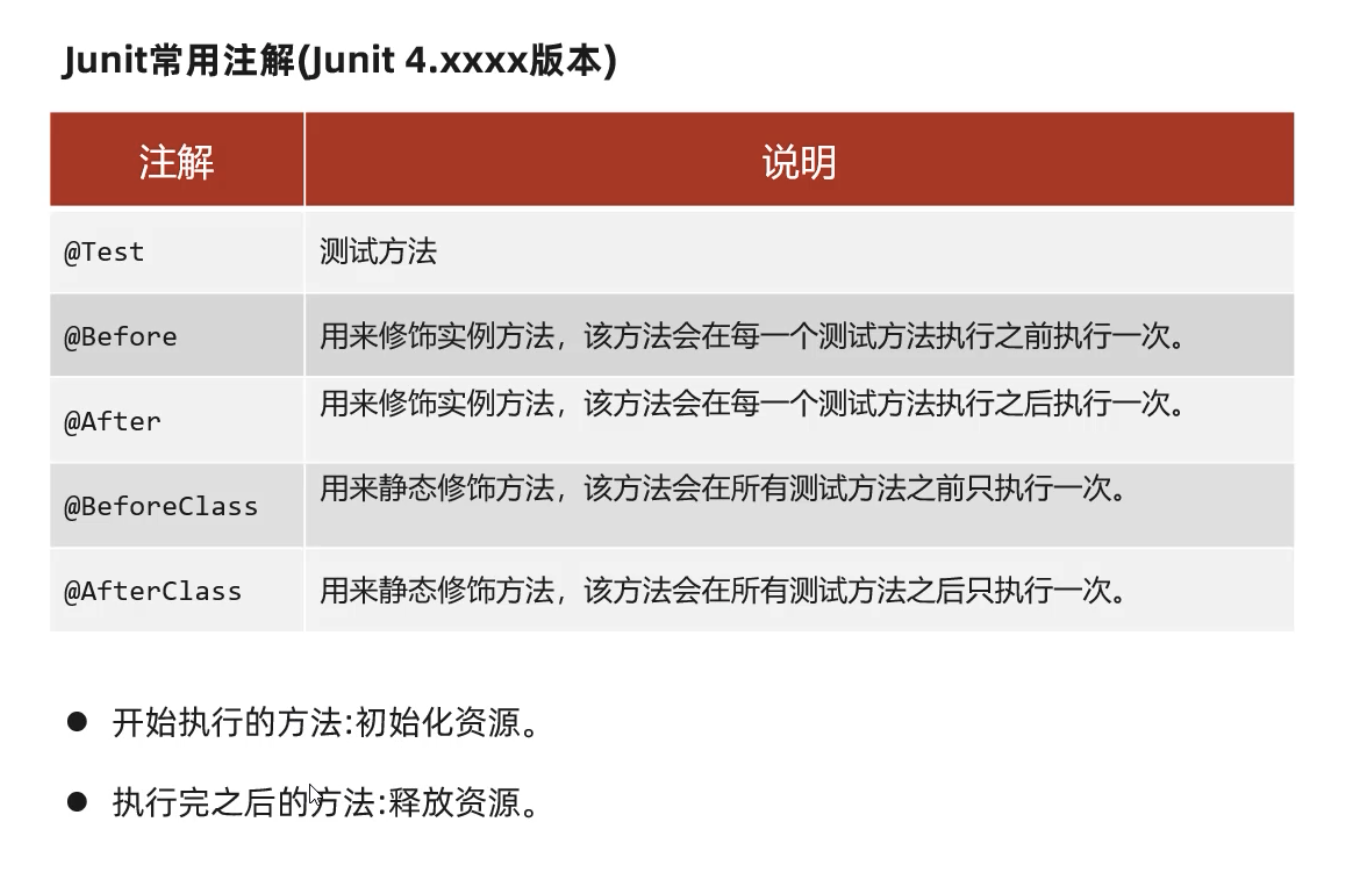 Junit常用注解(Junit 4.xxxx版本)
注解 说明
@Test 测试方法
@Before 用来修饰实例方法，该方法会在每一个测试方法执行之前执行一次。
@After 用来修饰实例方法，该方法会在每一个测试方法执行之后执行一次。
@BeforeClass 用来静态修饰方法，该方法会在所有测试方法之前只执行一次。
@AfterClass 用来静态修饰方法，该方法会在所有测试方法之后只执行一次。
● 开始执行的方法:初始化资源。
● 执行完之后的方法:释放资源。